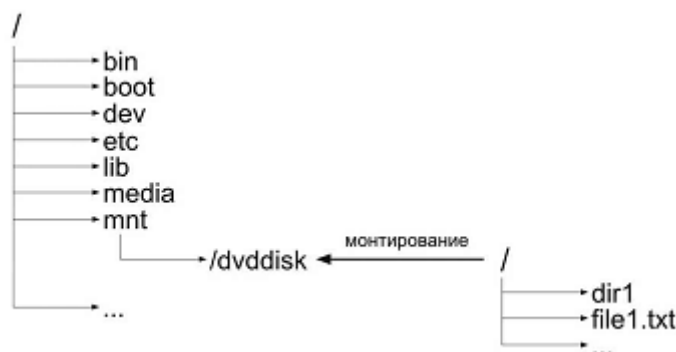 /
bin
boot
dev
etc
lib
media
mnt
/dvddisk
монтирование
/
dir1
file1.txt
...
...